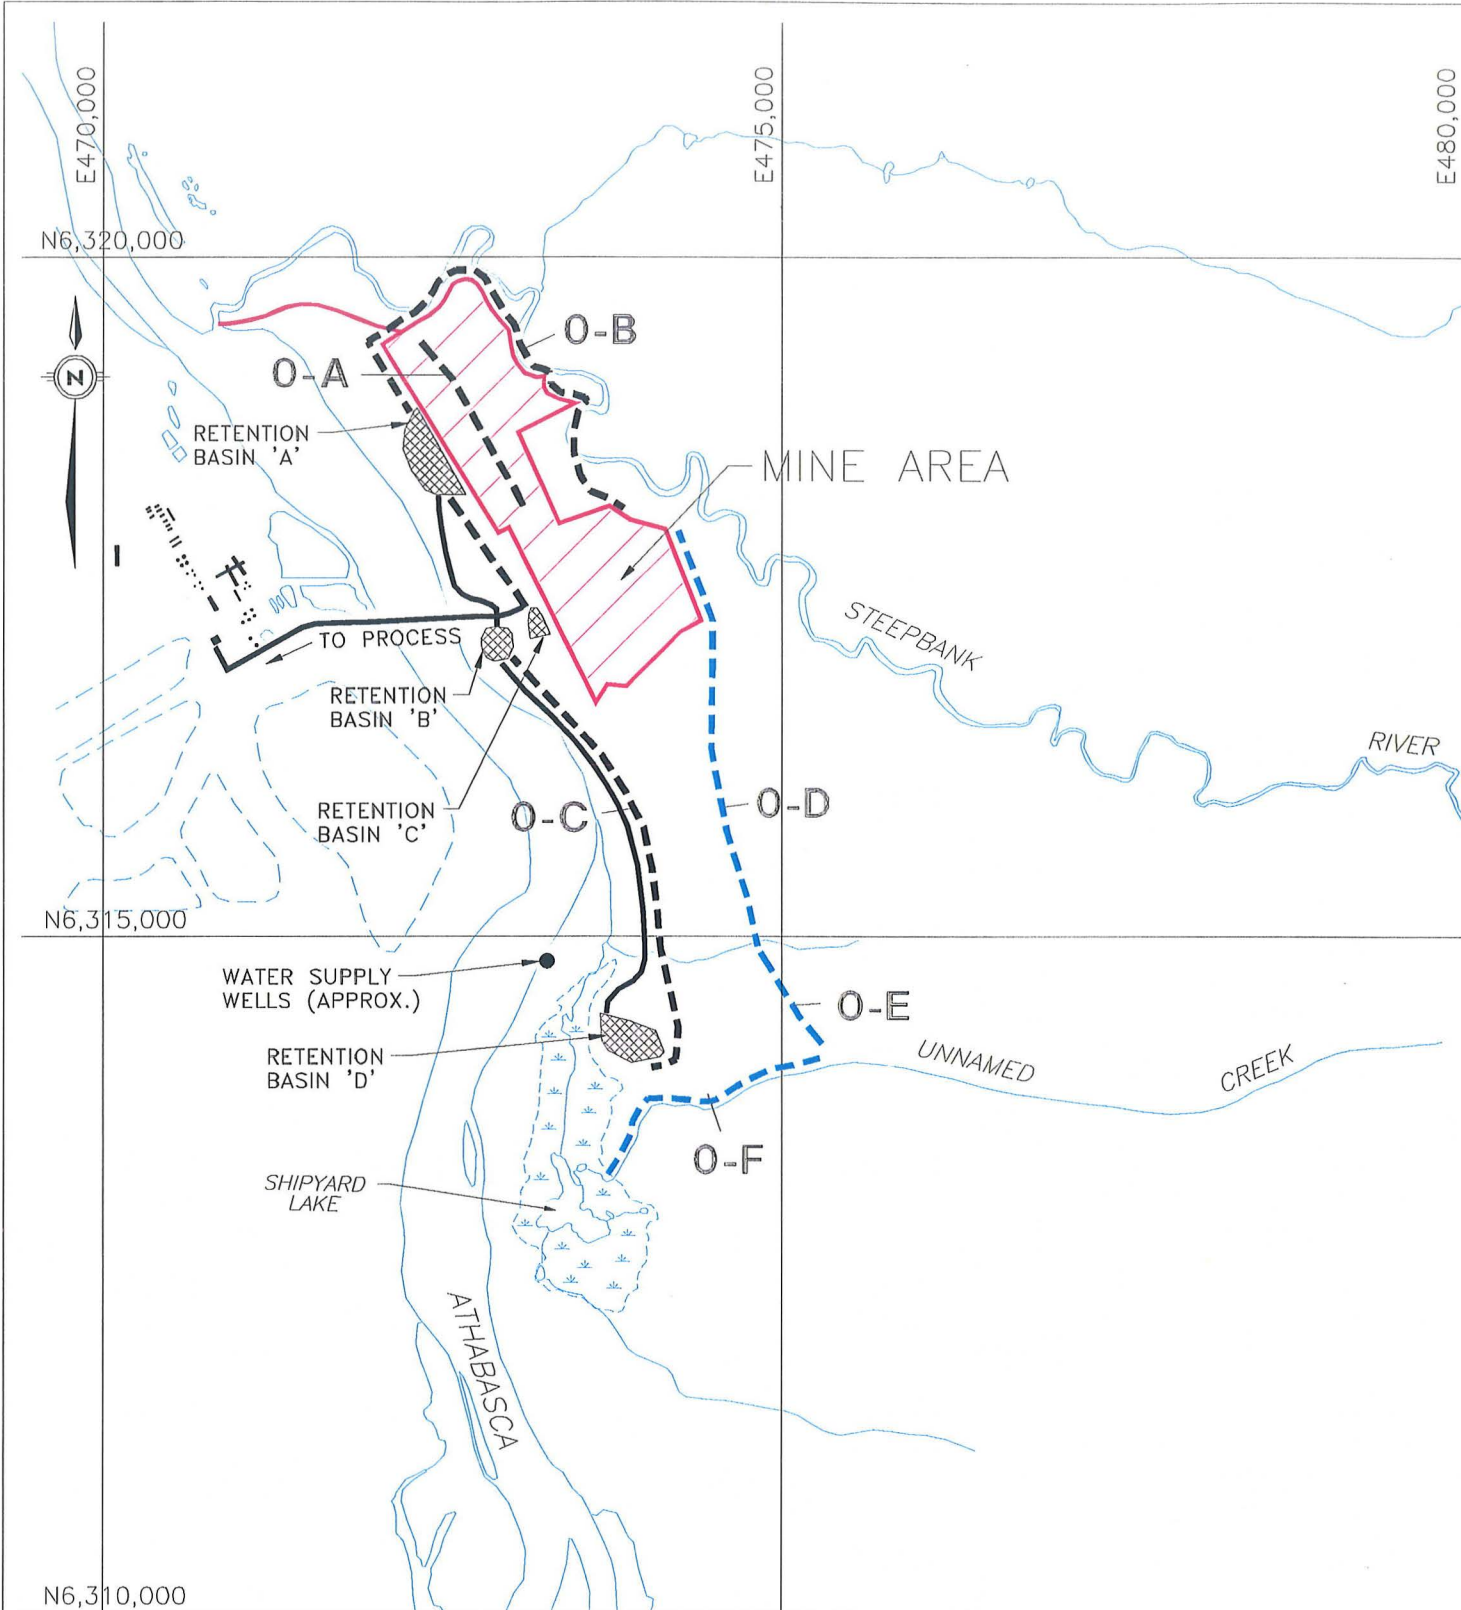 E470,000
E475,000
E480,000
N6,320,000
O-B
O-A
RETENTION
BASIN 'A'
MINE AREA
N
STEEPBANK
RIVER
TO PROCESS
RETENTION
BASIN 'B'
RETENTION
BASIN 'C'
O-C
O-D
N6,315,000
WATER SUPPLY
WELLS (APPROX.)
O-E
RETENTION
BASIN 'D'
UNNAMED
CREEK
O-F
SHIPYARD
LAKE
ATHABASCA
N6,310,000